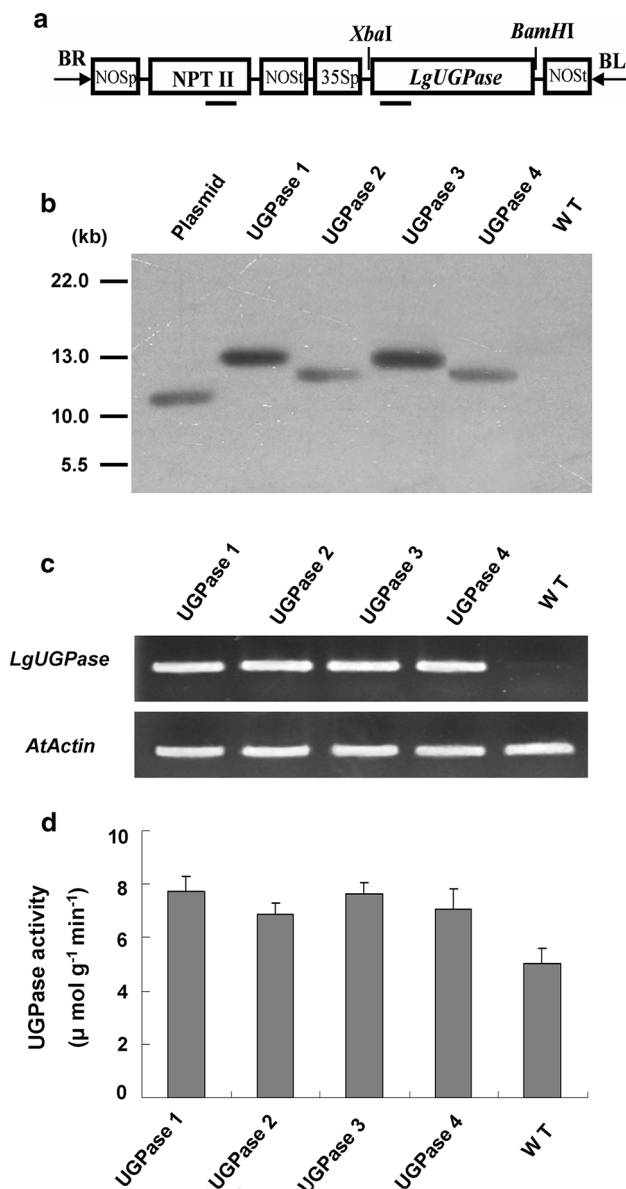 a
XbaI
BamHI
BR
NOSp
NPT II
NOSt
35Sp
LgUGPase
NOSt
BL
b
(kb)
Plasmid
UGPase 1
UGPase 2
UGPase 3
UGPase 4
W T
22.0
13.0
10.0
5.5
c
UGPase 1
UGPase 2
UGPase 3
UGPase 4
W T
LgUGPase
AtActin
d
UGPase activity
(μ mol g⁻¹ min⁻¹)
10
8
6
4
2
0
UGPase 1
UGPase 2
UGPase 3
UGPase 4
W T